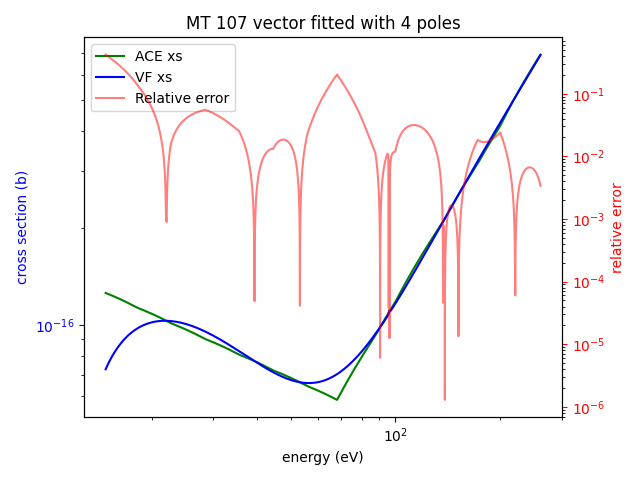 MT 107 vector fitted with 4 poles
ACE xs
VF xs
Relative error
cross section (b)
10^{-16}
10^{-1}
10^{-2}
10^{-3}
10^{-4}
10^{-5}
10^{-6}
relative error
10^{2}
energy (eV)